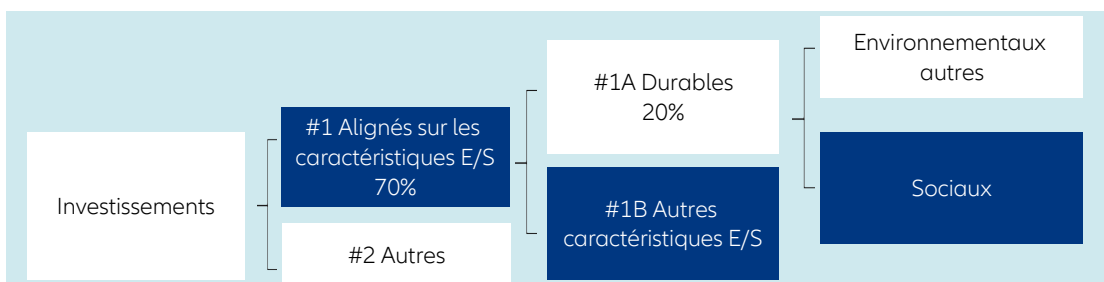 Investissements
#1 Alignés sur les
caractéristiques E/S
70%
#2 Autres
#1A Durables
20%
#1B Autres
caractéristiques E/S
Environnementaux
autres
Sociaux